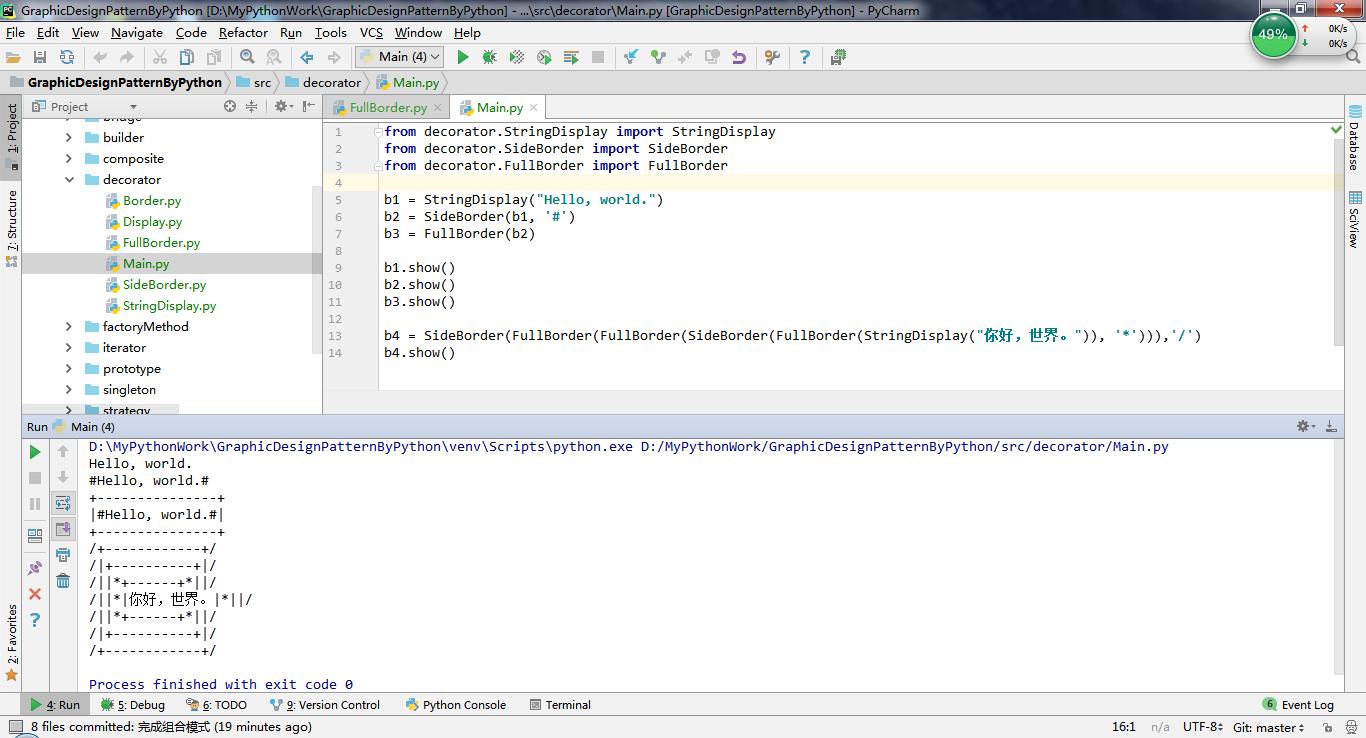 GraphicDesignPatternByPython [D:\MyPythonWork\GraphicDesignPatternByPython] - ...\src\decorator\Main.py [GraphicDesignPatternByPython] - PyCharm
File Edit View Navigate Code Refactor Run Tools VCS Window Help
49% 0K/s
0K/s
Main (4)
GraphicDesignPatternByPython src decorator Main.py
Project FullBorder.py Main.py
1: Project
7: Structure
2: Favorites
Database
SciView
bridge
builder
composite
decorator
Border.py
Display.py
FullBorder.py
Main.py
SideBorder.py
StringDisplay.py
factoryMethod
iterator
prototype
singleton
strategy
1 from decorator.StringDisplay import StringDisplay
2 from decorator.SideBorder import SideBorder
3 from decorator.FullBorder import FullBorder
4
5 b1 = StringDisplay("Hello, world.")
6 b2 = SideBorder(b1, '#')
7 b3 = FullBorder(b2)
8
9 b1.show()
10 b2.show()
11 b3.show()
12
13 b4 = SideBorder(FullBorder(FullBorder(SideBorder(FullBorder(StringDisplay("你好，世界。")), '*'))),'/')
14 b4.show()
Run Main (4)
D:\MyPythonWork\GraphicDesignPatternByPython\venv\Scripts\python.exe D:/MyPythonWork/GraphicDesignPatternByPython/src/decorator/Main.py
Hello, world.
#Hello, world.#
+---------------+
|#Hello, world.#|
+---------------+
/+------------+/
/|+----------+|/
/||*+------+*||/
/||*|你好，世界。|*||/
/||*+------+*||/
/|+----------+|/
/+------------+/
Process finished with exit code 0
4: Run 5: Debug 6: TODO 9: Version Control Python Console Terminal 6 Event Log
8 files committed: 完成组合模式 (19 minutes ago) 16:1 n/a UTF-8 Git: master